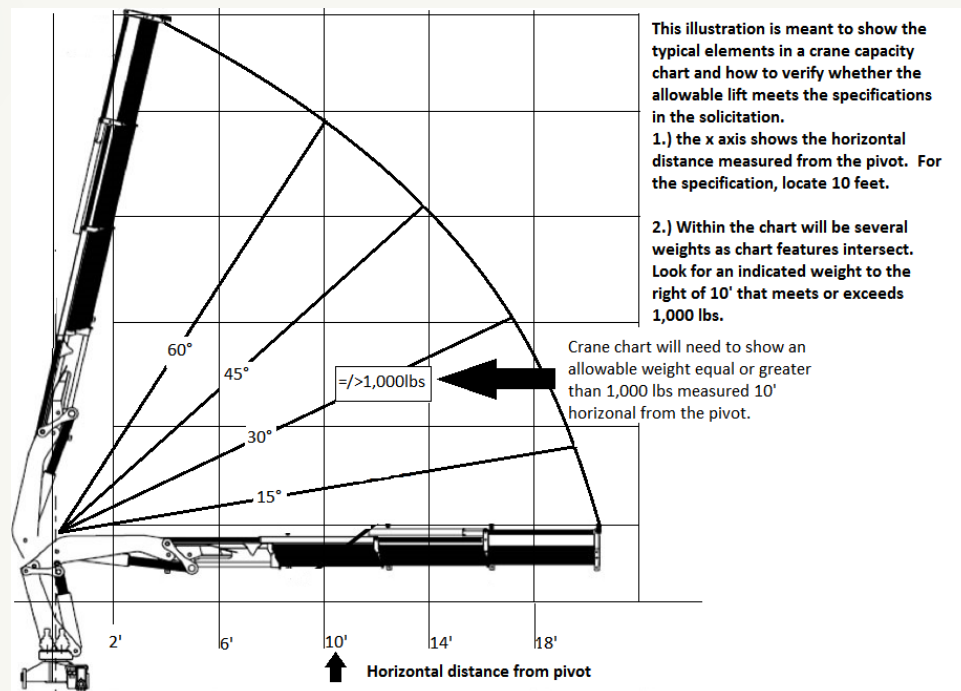 This illustration is meant to show the
typical elements in a crane capacity
chart and how to verify whether the
allowable lift meets the specifications
in the solicitation.
1.) the x axis shows the horizontal
distance measured from the pivot.  For
the specification, locate 10 feet.
2.) Within the chart will be several
weights as chart features intersect.
Look for an indicated weight to the
right of 10' that meets or exceeds
1,000 lbs.
Crane chart will need to show an
allowable weight equal or greater
than 1,000 lbs measured 10'
horizonal from the pivot.
60°
45°
=/>1,000lbs
30°
15°
2'
6'
10'
14'
18'
Horizontal distance from pivot